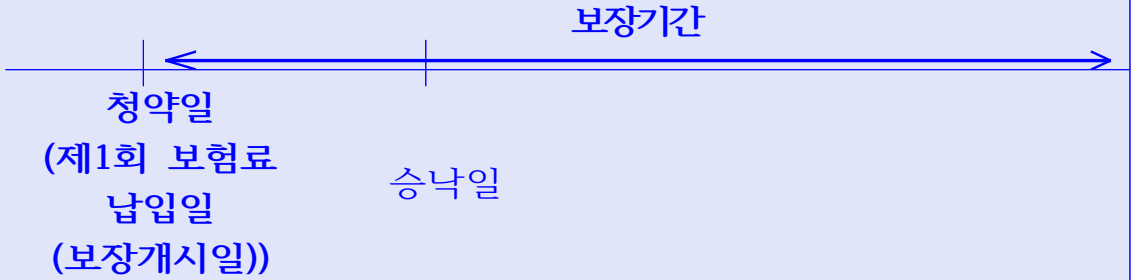 보장기간
청약일
(제1회 보험료
납입일
(보장개시일))
승낙일